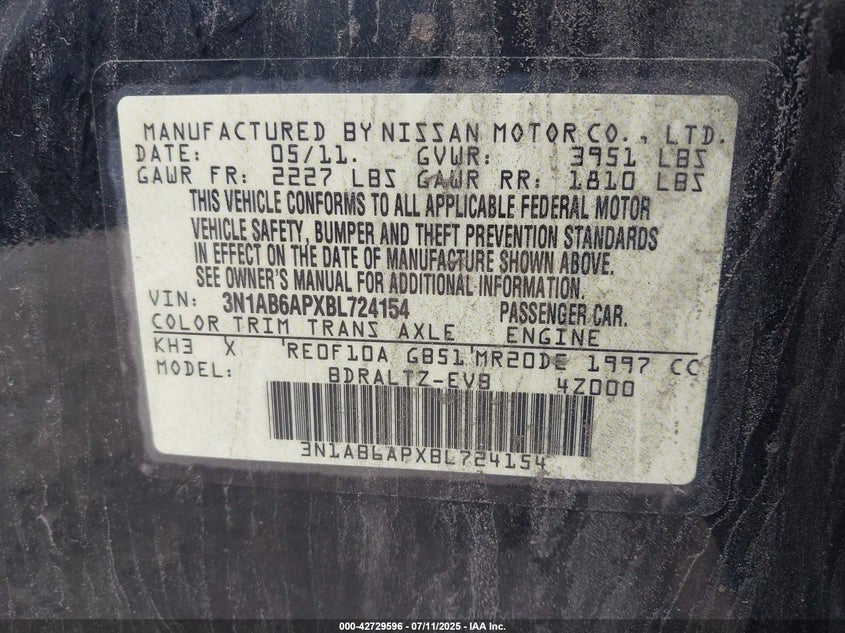 MANUFACTURED BY NISSAN MOTOR CO., LTD.
DATE: 05/11. GVWR: 3951 LBS
GAWR FR: 2227 LBS GAWR RR: 1810 LBS
THIS VEHICLE CONFORMS TO ALL APPLICABLE FEDERAL MOTOR
VEHICLE SAFETY, BUMPER AND THEFT PREVENTION STANDARDS
IN EFFECT ON THE DATE OF MANUFACTURE SHOWN ABOVE.
SEE OWNER'S MANUAL FOR ADDITIONAL INFORMATION.
VIN: 3N1AB6APXBL724154 PASSENGER CAR.
COLOR TRIM TRANS AXLE ENGINE
KH3 X 'RE0F10A GB51'MR20DE 1997 CC
MODEL: BDRALTZ-EVB 4Z000
3N1AB6APXBL724154
000-42729596 - 07/11/2025 - IAA Inc.